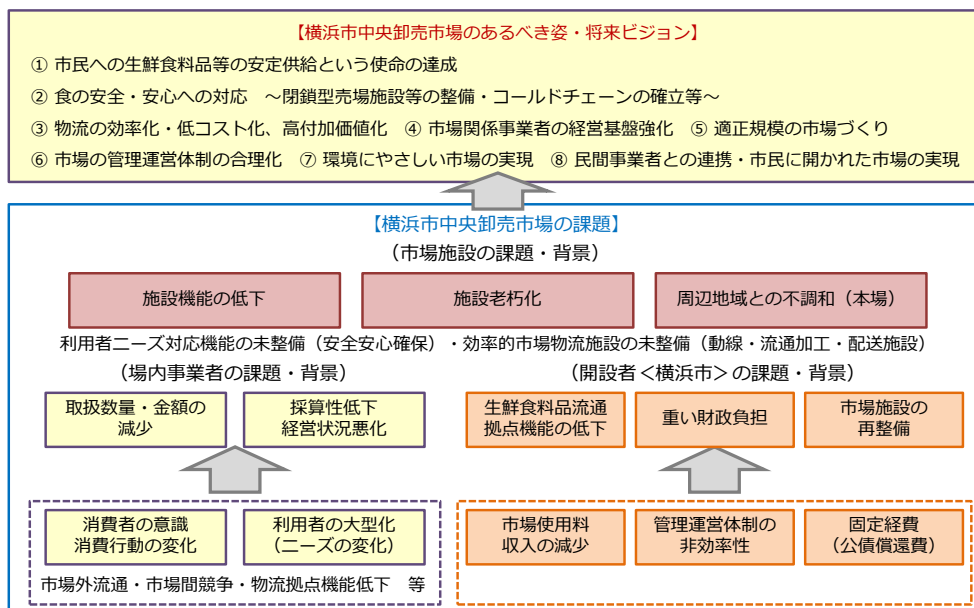 【横浜市中央卸売市場のあるべき姿・将来ビジョン】
① 市民への生鮮食料品等の安定供給という使命の達成
② 食の安全・安心への対応　～閉鎖型売場施設等の整備・コールドチェーンの確立等～
③ 物流の効率化・低コスト化、高付加価値化　④ 市場関係事業者の経営基盤強化　⑤ 適正規模の市場づくり
⑥ 市場の管理運営体制の合理化　⑦ 環境にやさしい市場の実現　⑧ 民間事業者との連携・市民に開かれた市場の実現
【横浜市中央卸売市場の課題】
（市場施設の課題・背景）
施設機能の低下
施設老朽化
周辺地域との不調和（本場）
利用者ニーズ対応機能の未整備（安全安心確保）・効率的市場物流施設の未整備（動線・流通加工・配送施設）
（場内事業者の課題・背景）
取扱数量・金額の
減少
採算性低下
経営状況悪化
消費者の意識
消費行動の変化
利用者の大型化
（ニーズの変化）
市場外流通・市場間競争・物流拠点機能低下　等
（開設者＜横浜市＞の課題・背景）
生鮮食料品流通
拠点機能の低下
重い財政負担
市場施設の
再整備
市場使用料
収入の減少
管理運営体制の
非効率性
固定経費
（公債償還費）